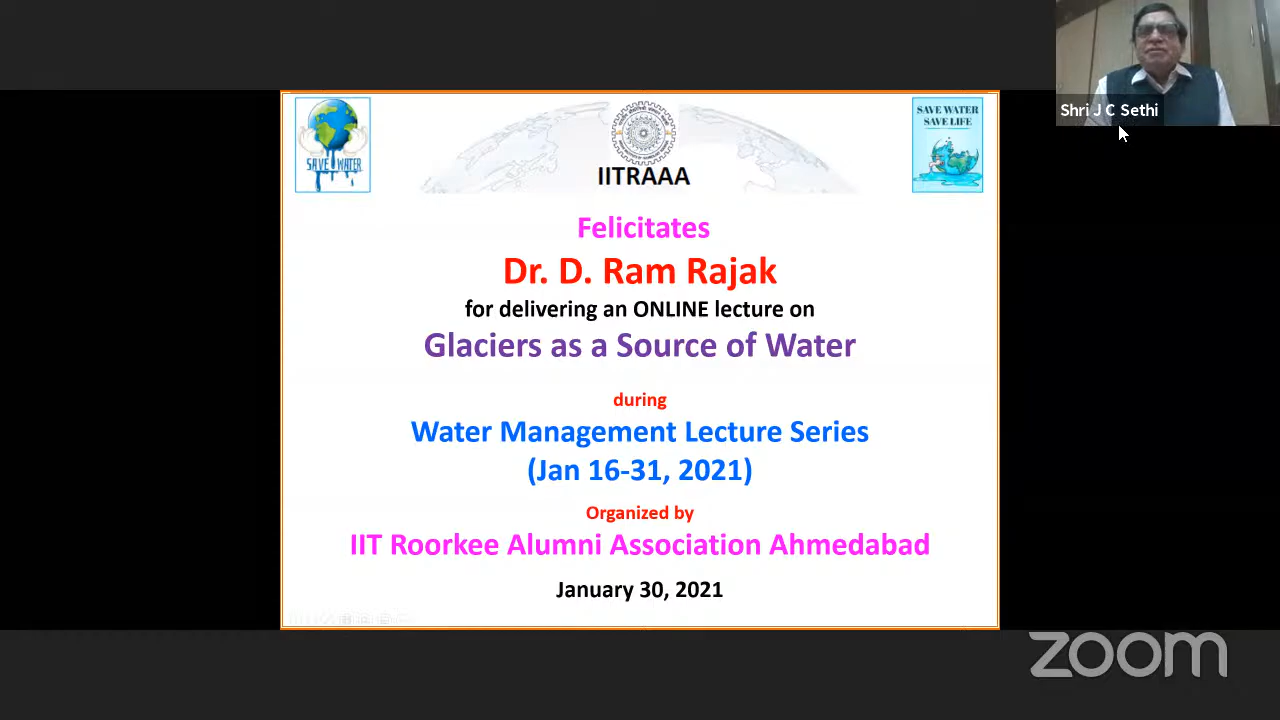 Shri J C Sethi
SAVE WATER
SAVE WATER
SAVE LIFE
IITRAAA
Felicitates
Dr. D. Ram Rajak
for delivering an ONLINE lecture on
Glaciers as a Source of Water
during
Water Management Lecture Series
(Jan 16-31, 2021)
Organized by
IIT Roorkee Alumni Association Ahmedabad
January 30, 2021
zoom